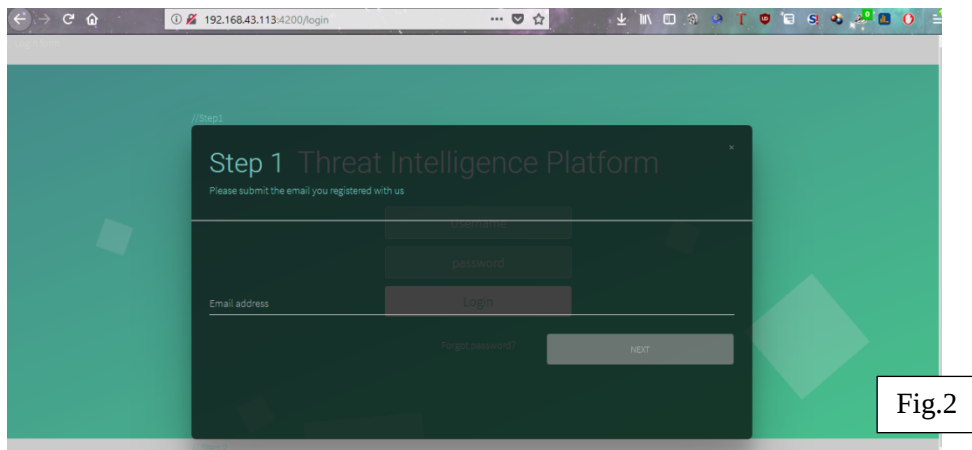 192.168.43.113:4200/login
//Step1
Step 1 Threat Intelligence Platform
×
Please submit the email you registered with us
username
password
Email address
Login
Forgot password?
NEXT
Fig.2